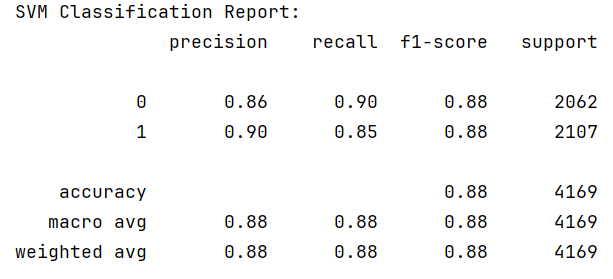 SVM Classification Report:
precision recall f1-score support
0 0.86 0.90 0.88 2062
1 0.90 0.85 0.88 2107
accuracy 0.88 4169
macro avg 0.88 0.88 0.88 4169
weighted avg 0.88 0.88 0.88 4169